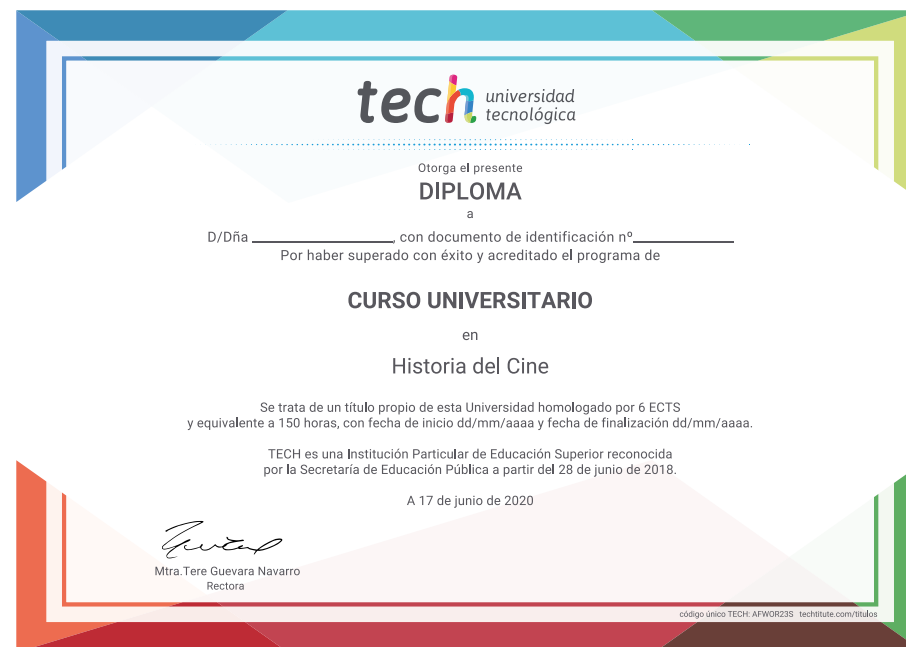 tech universidad
tecnológica
Otorga el presente
DIPLOMA
a
D/Dña ____________________, con documento de identificación nº______________
Por haber superado con éxito y acreditado el programa de
CURSO UNIVERSITARIO
en
Historia del Cine
Se trata de un título propio de esta Universidad homologado por 6 ECTS
y equivalente a 150 horas, con fecha de inicio dd/mm/aaaa y fecha de finalización dd/mm/aaaa.
TECH es una Institución Particular de Educación Superior reconocida
por la Secretaría de Educación Pública a partir del 28 de junio de 2018.
A 17 de junio de 2020
Mtra.Tere Guevara Navarro
Rectora
código único TECH: AFWOR23S techtitute.com/titulos